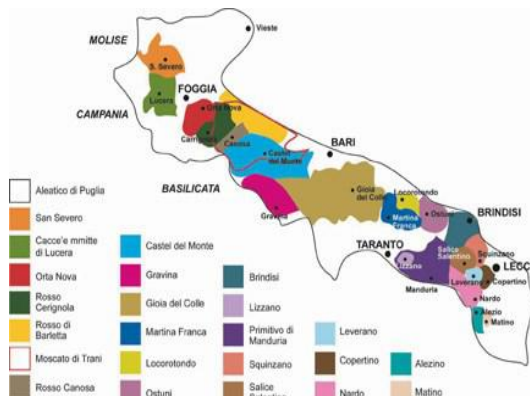 MOLISE
Vieste
S. Severo
FOGGIA
Lucera
CAMPANIA
Orta Nova
Canosa
BARI
Castel
del Monte
BASILICATA
Gravina
Gioia
del Colle
Locorotondo
Martina
Franca
Ostuni
BRINDISI
TARANTO
Lizzano
Salice
Salentino
Squinzano
LECC
Manduria
Leverano
Copertino
Nardo
Alezio
Matino
Aleatico di Puglia
San Severo
Cacce'e mmitte
di Lucera
Orta Nova
Rosso
Cerignola
Rosso di
Barletta
Moscato di Trani
Rosso Canosa
Castel del Monte
Gravina
Gioia del Colle
Martina Franca
Locorotondo
Ostuni
Brindisi
Lizzano
Primitivo di
Manduria
Squinzano
Salice
Leverano
Copertino
Nardo
Alezino
Matino